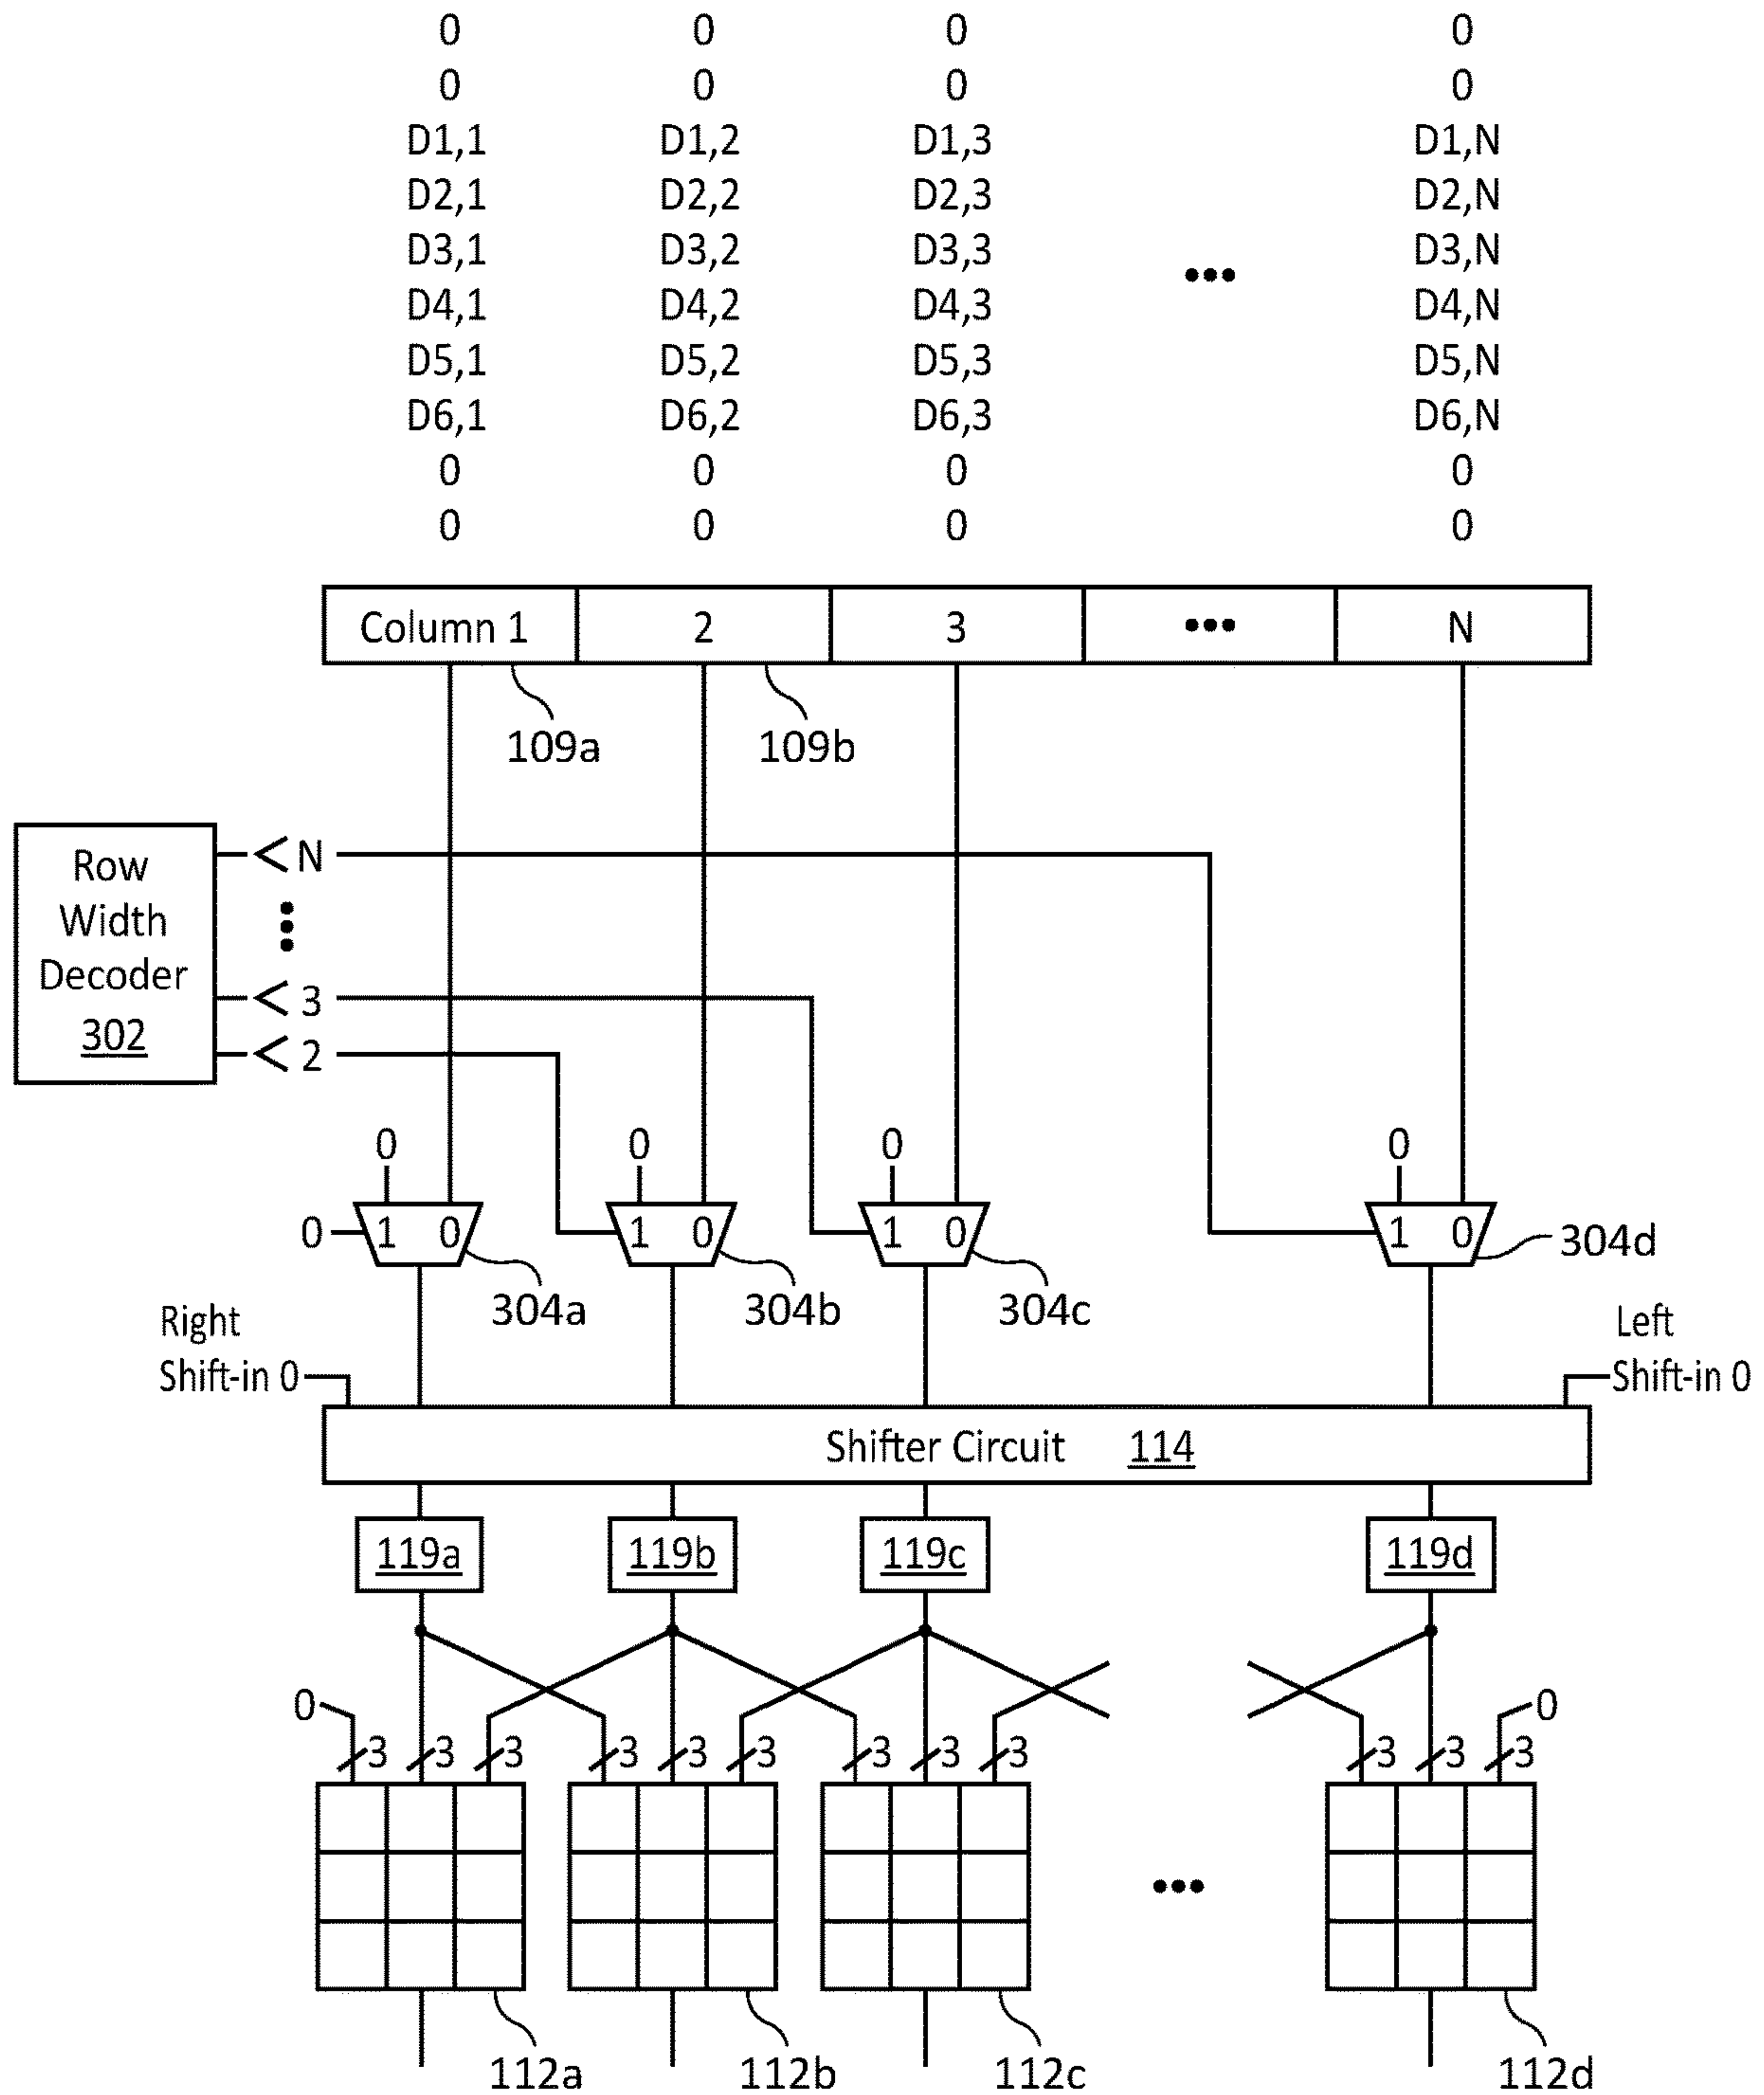 0 0 0 0
0 0 0 0
D1,1 D1,2 D1,3 D1,N
D2,1 D2,2 D2,3 D2,N
D3,1 D3,2 D3,3 ••• D3,N
D4,1 D4,2 D4,3 D4,N
D5,1 D5,2 D5,3 D5,N
D6,1 D6,2 D6,3 D6,N
0 0 0 0
0 0 0 0
Column 1 2 3 ••• N
109a 109b
Row
Width
Decoder
302
< N
< 3
< 2
0 0 0 0
0 1 0 1 0 1 0 1 0 304d
304a 304b 304c
Right
Shift-in 0
Left
Shift-in 0
Shifter Circuit 114
119a 119b 119c 119d
0 0
3 3 3 3 3 3 3 3 3 3 3 3
•••
112a 112b 112c 112d